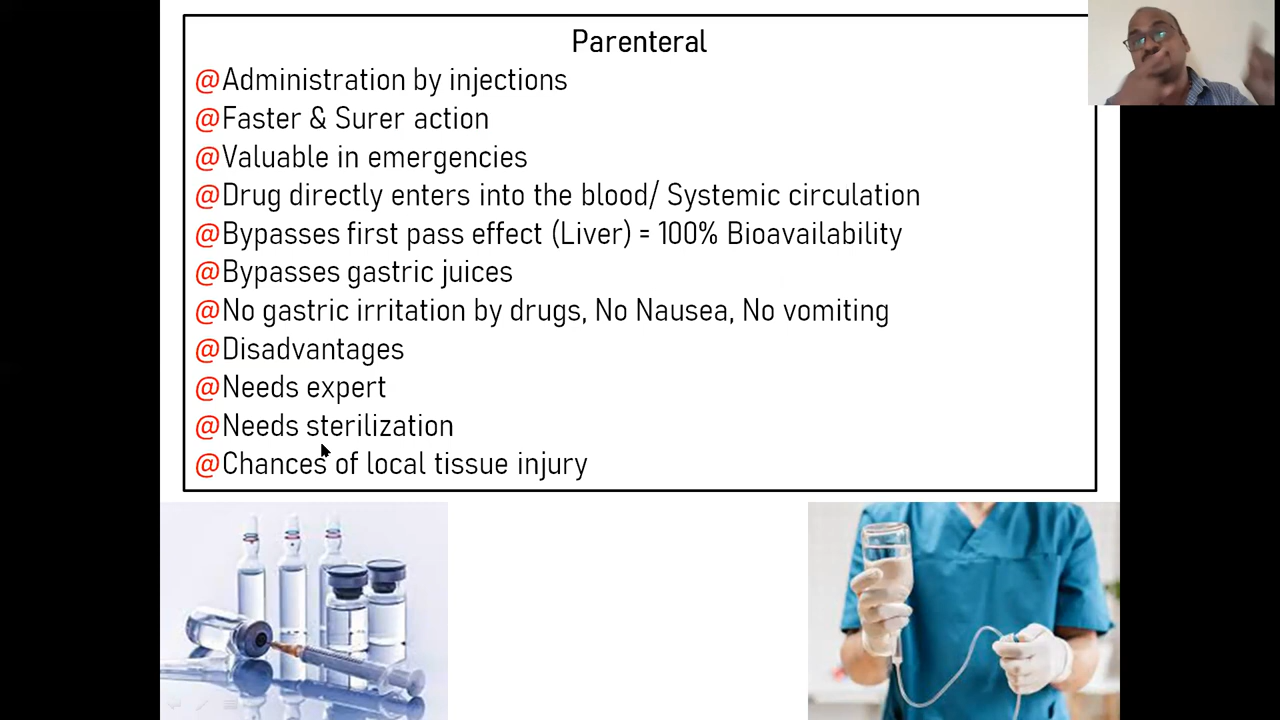 Parenteral
@Administration by injections
@Faster & Surer action
@Valuable in emergencies
@Drug directly enters into the blood/ Systemic circulation
@Bypasses first pass effect (Liver) = 100% Bioavailability
@Bypasses gastric juices
@No gastric irritation by drugs, No Nausea, No vomiting
@Disadvantages
@Needs expert
@Needs sterilization
@Chances of local tissue injury